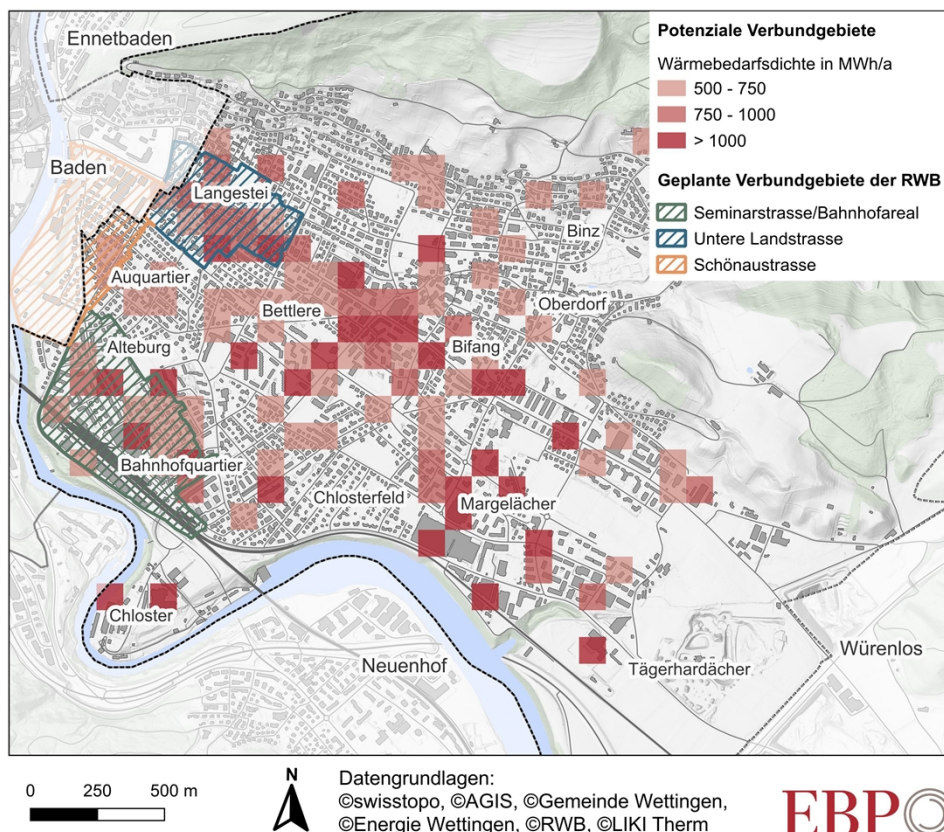 Ennetbaden
Baden
Langestei
Binz
Auquartier
Bettlere
Oberdorf
Alteburg
Bifang
Bahnhofquartier
Chlosterfeld
Margelächer
Chloster
Neuenhof
Tägerhardächer
Würenlos
Potenziale Verbundgebiete
Wärmebedarfsdichte in MWh/a
500 - 750
750 - 1000
> 1000
Geplante Verbundgebiete der RWB
Seminarstrasse/Bahnhofareal
Untere Landstrasse
Schönaustrasse
0 250 500 m
N
Datengrundlagen:
©swisstopo, ©AGIS, ©Gemeinde Wettingen,
©Energie Wettingen, ©RWB, ©LIKI Therm
EBP